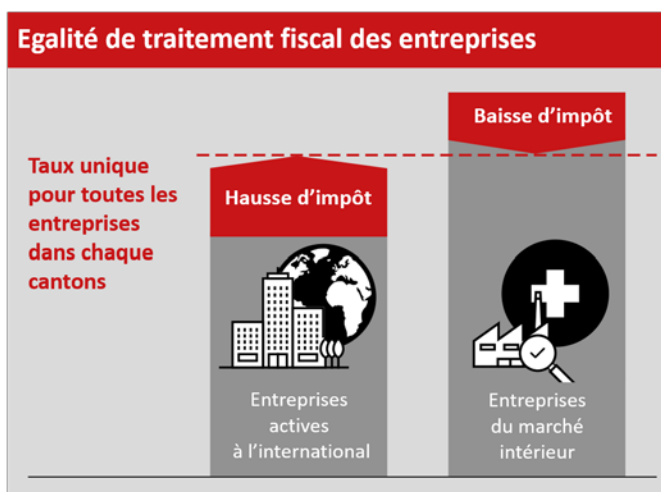 Egalité de traitement fiscal des entreprises
Baisse d'impôt
Taux unique
pour toutes les
entreprises
dans chaque
cantons
Hausse d'impôt
Entreprises
actives
à l'international
Entreprises
du marché
intérieur